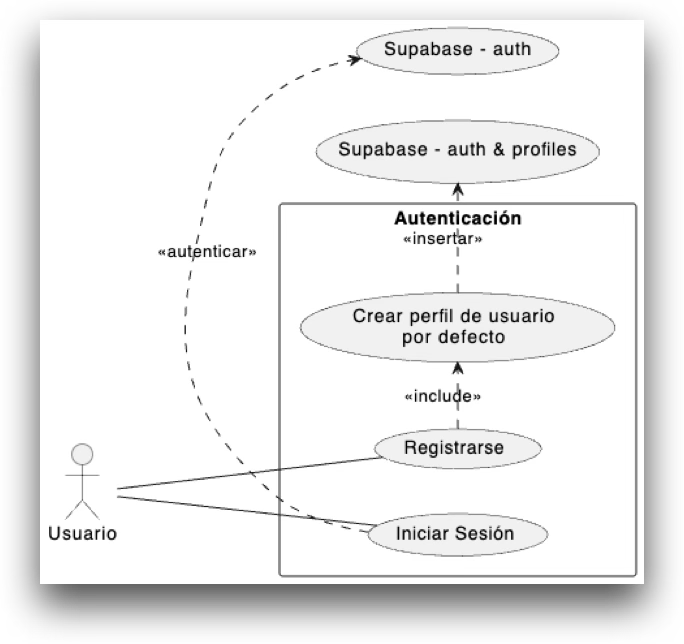 Supabase - auth
Supabase - auth & profiles
Autenticación
«insertar»
«autenticar»
Crear perfil de usuario
por defecto
«include»
Registrarse
Iniciar Sesión
Usuario